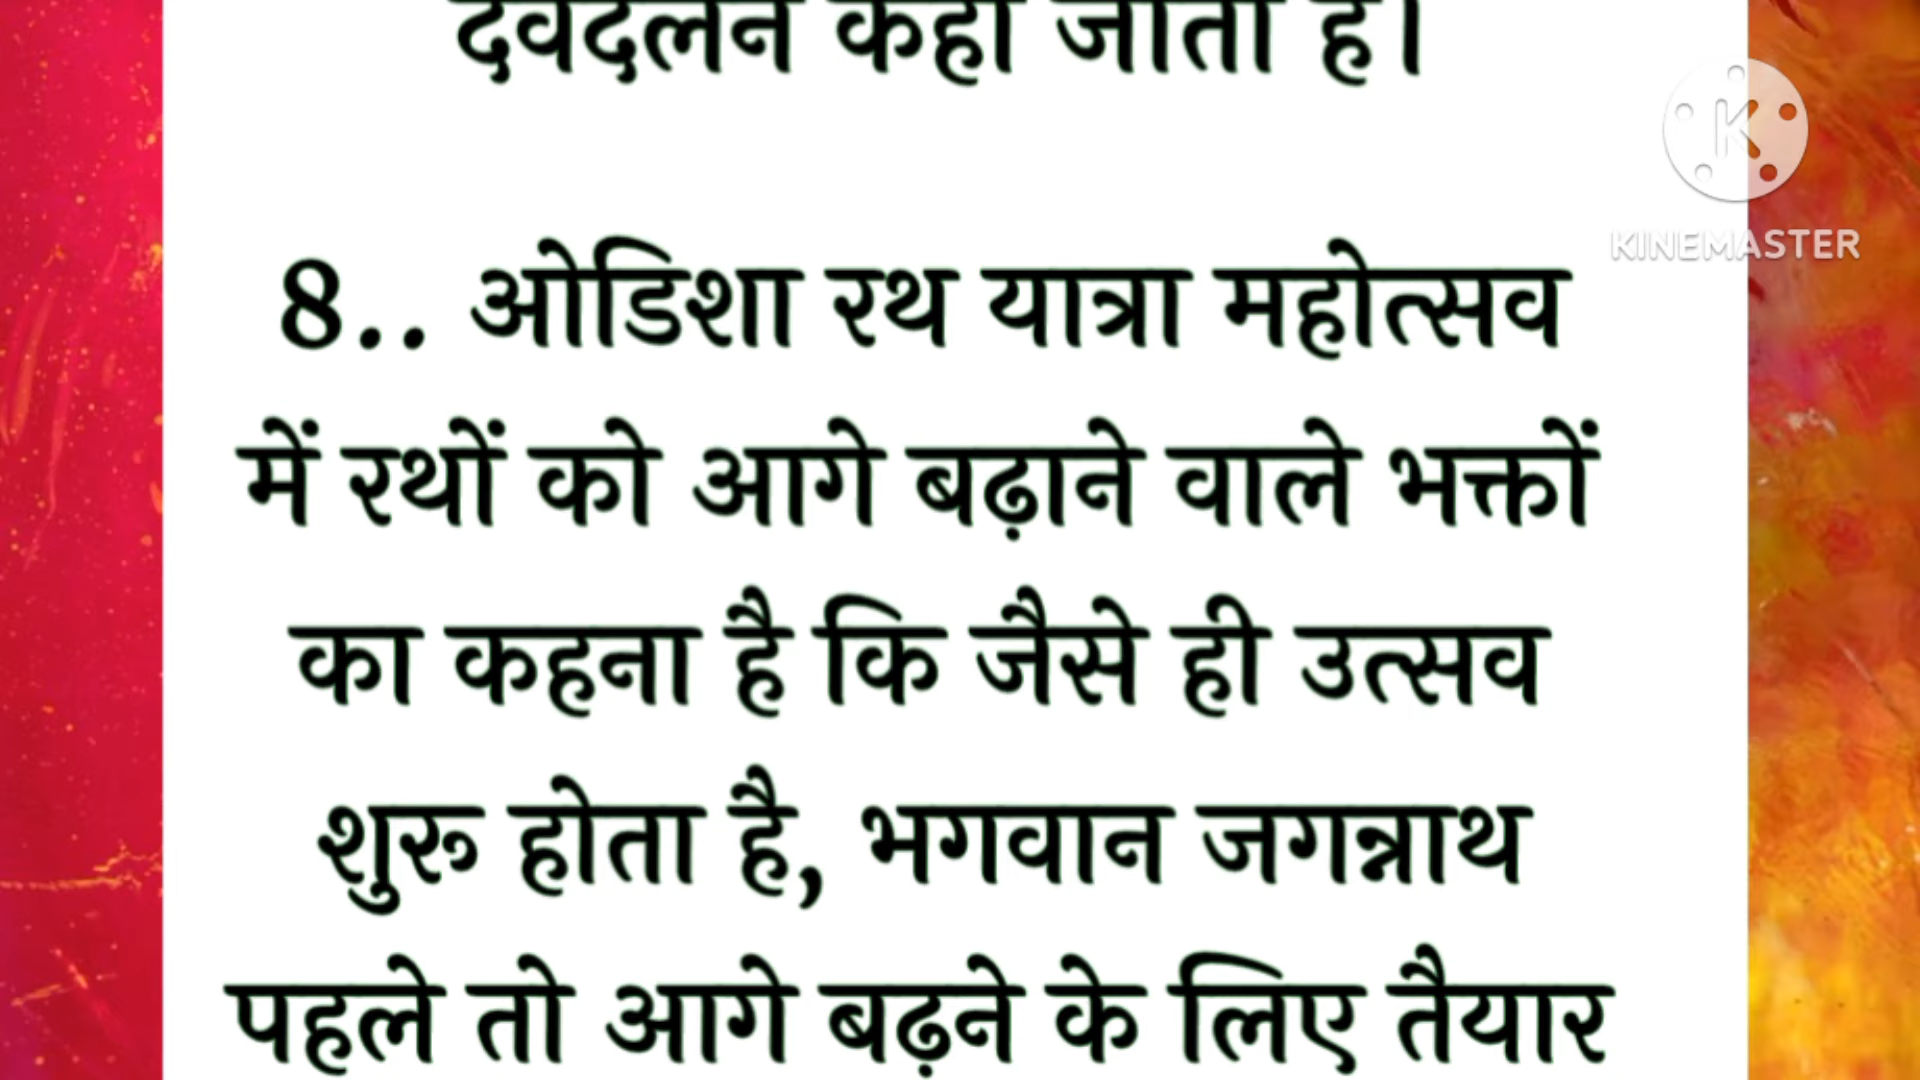 देवदलन कहा जाता है।
KINEMASTER
8.. ओडिशा रथ यात्रा महोत्सव
में रथों को आगे बढ़ाने वाले भक्तों
का कहना है कि जैसे ही उत्सव
शुरू होता है, भगवान जगन्नाथ
पहले तो आगे बढ़ने के लिए तैयार